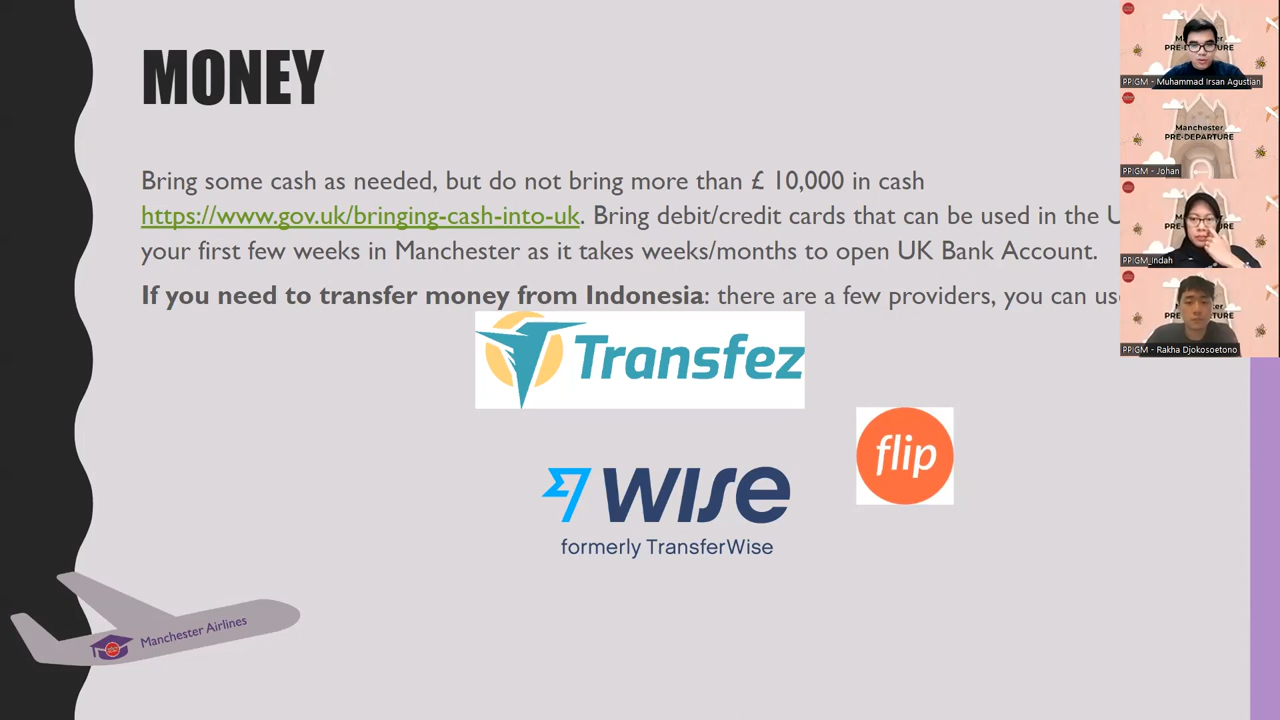 MONEY
Bring some cash as needed, but do not bring more than £ 10,000 in cash
https://www.gov.uk/bringing-cash-into-uk. Bring debit/credit cards that can be used in the U
your first few weeks in Manchester as it takes weeks/months to open UK Bank Account.
If you need to transfer money from Indonesia: there are a few providers, you can use
Transfez
flip
wise
formerly TransferWise
Manchester Airlines
PRE-DEPARTURE
PPIGM - Muhammad Irsan Agustian
Manchester
PRE-DEPARTURE
PPIGM - Johan
PPIGM_Indah
PPIGM - Rakha Djokosoetono